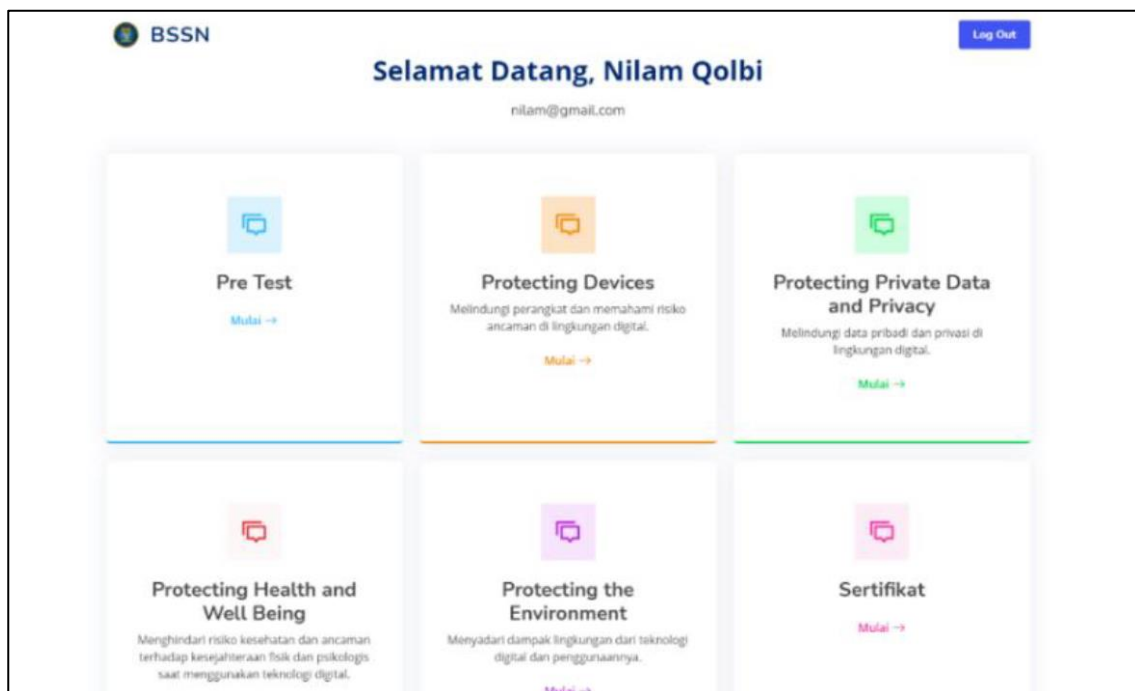 BSSN
Log Out
Selamat Datang, Nilam Qolbi
nilam@gmail.com
Pre Test
Mulai →
Protecting Devices
Melindungi perangkat dan memahami risiko
ancaman di lingkungan digital.
Mulai →
Protecting Private Data
and Privacy
Melindungi data pribadi dan privasi di
lingkungan digital.
Mulai →
Protecting Health and
Well Being
Menghindari risiko kesehatan dan ancaman
terhadap kesejahteraan fisik dan psikologis
saat menggunakan teknologi digital.
Protecting the
Environment
Menyadari dampak lingkungan dari teknologi
digital dan penggunaannya.
Mulai →
Sertifikat
Mulai →